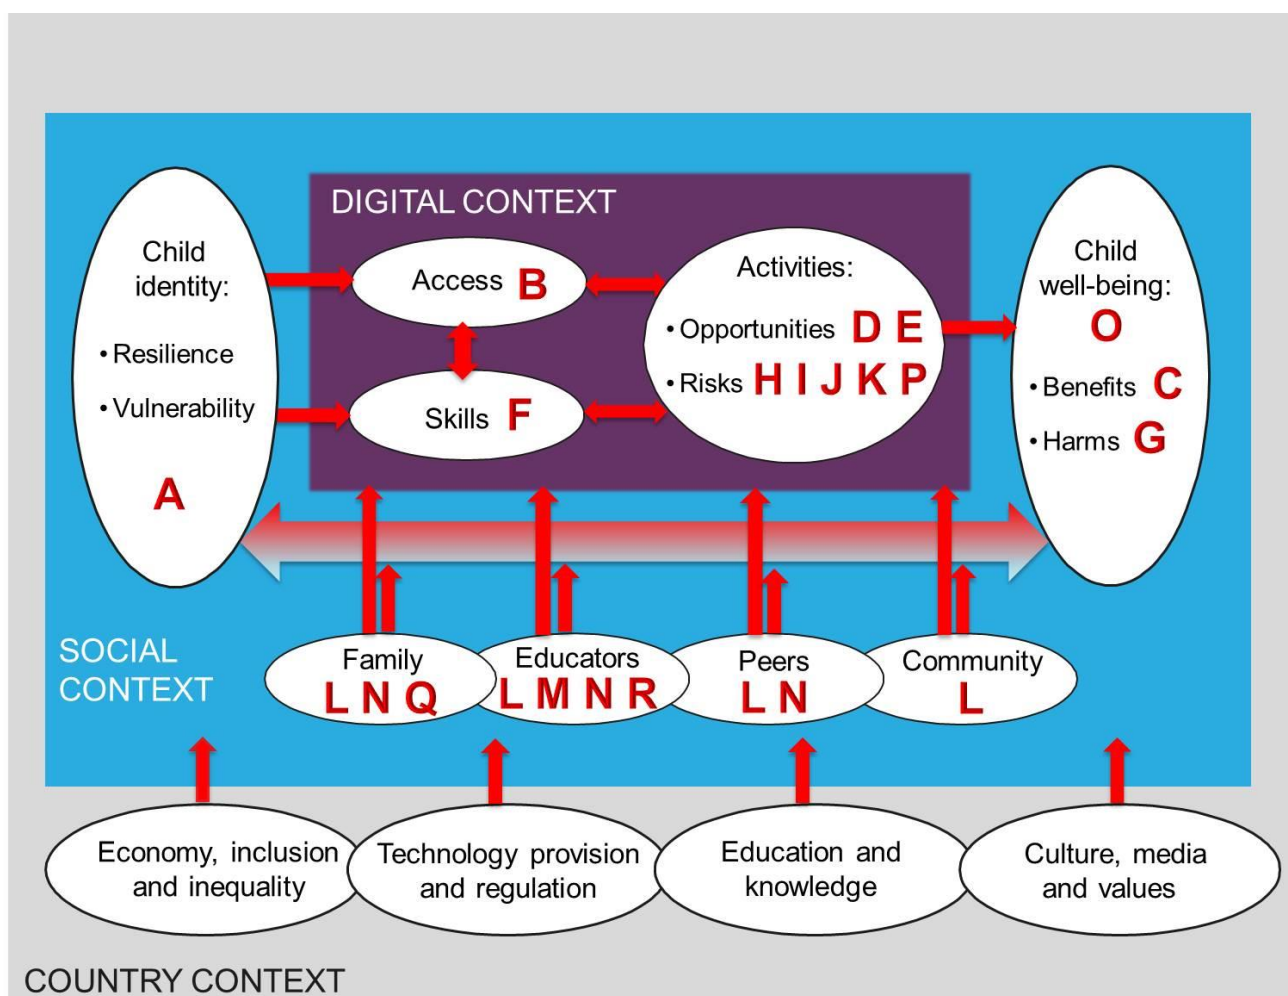 DIGITAL CONTEXT
Child
identity:
• Resilience
• Vulnerability
A
Access B
Skills F
Activities:
• Opportunities D E
• Risks H I J K P
Child
well-being:
O
• Benefits C
• Harms G
SOCIAL
CONTEXT
Family
L N Q
Educators
L M N R
Peers
L N
Community
L
Economy, inclusion
and inequality
Technology provision
and regulation
Education and
knowledge
Culture, media
and values
COUNTRY CONTEXT